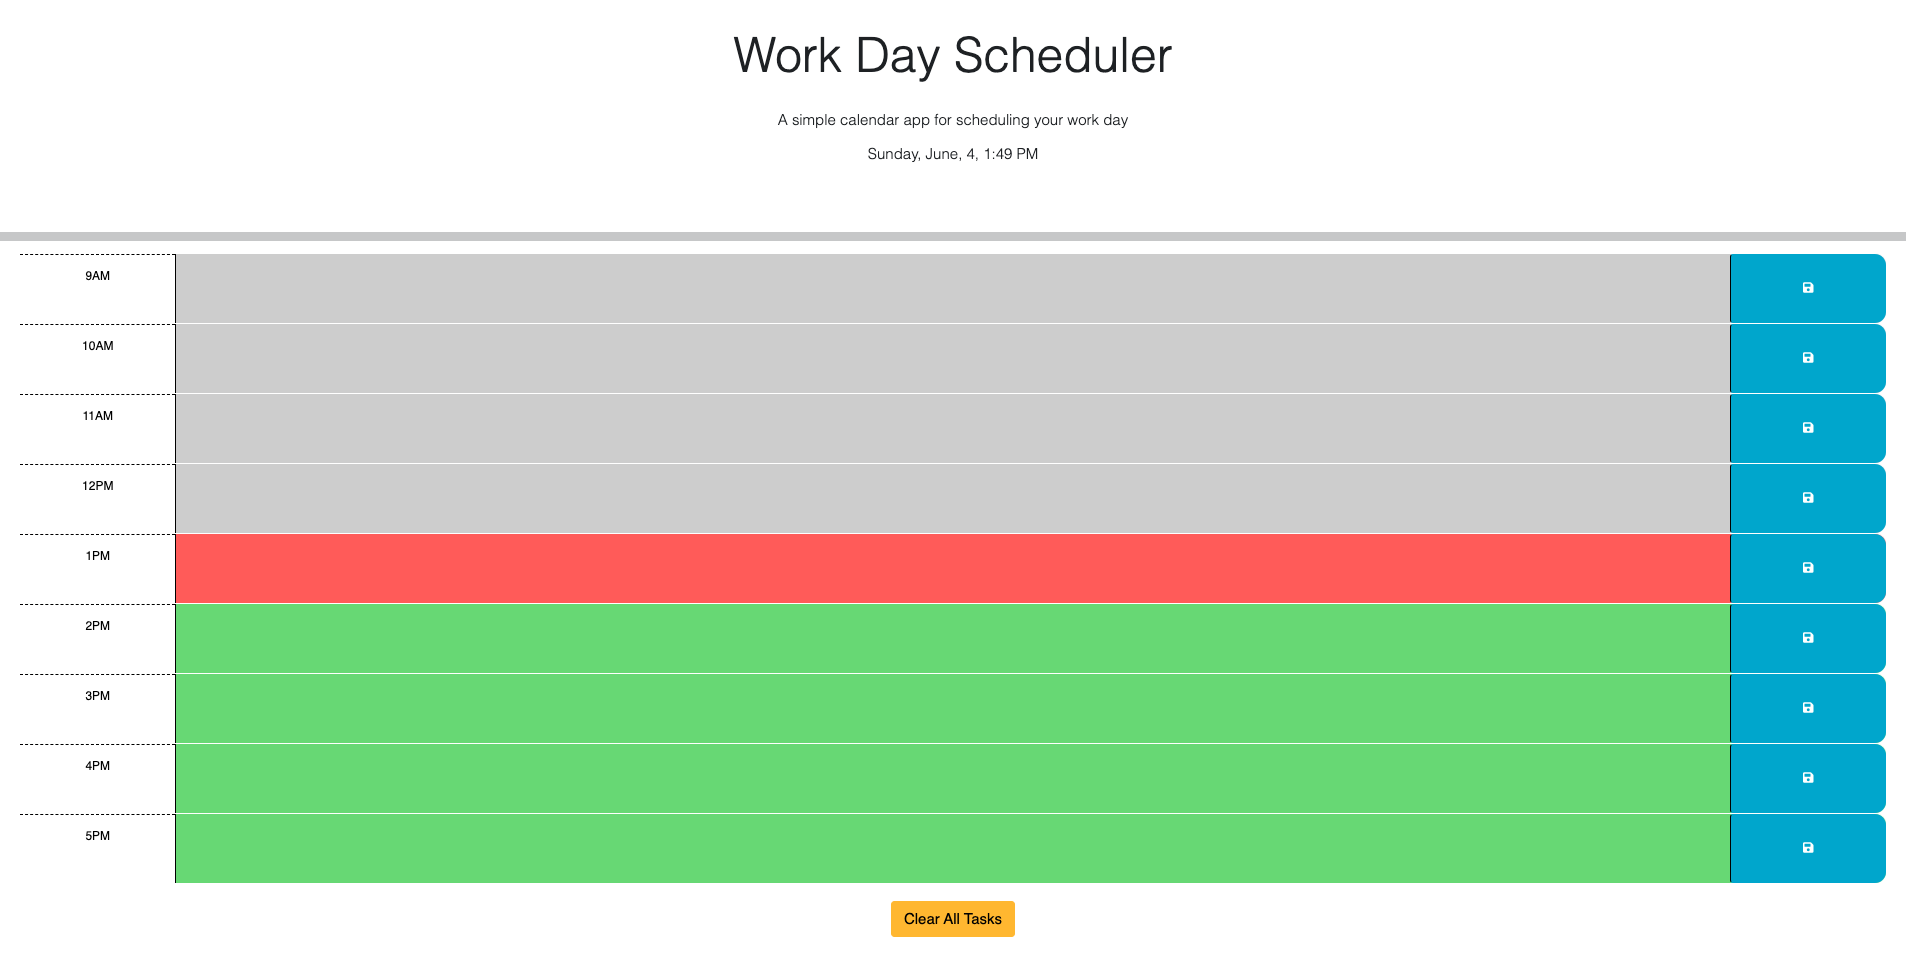 Work Day Scheduler
A simple calendar app for scheduling your work day
Sunday, June, 4, 1:49 PM
9AM
10AM
11AM
12PM
1PM
2PM
3PM
4PM
5PM
Clear All Tasks